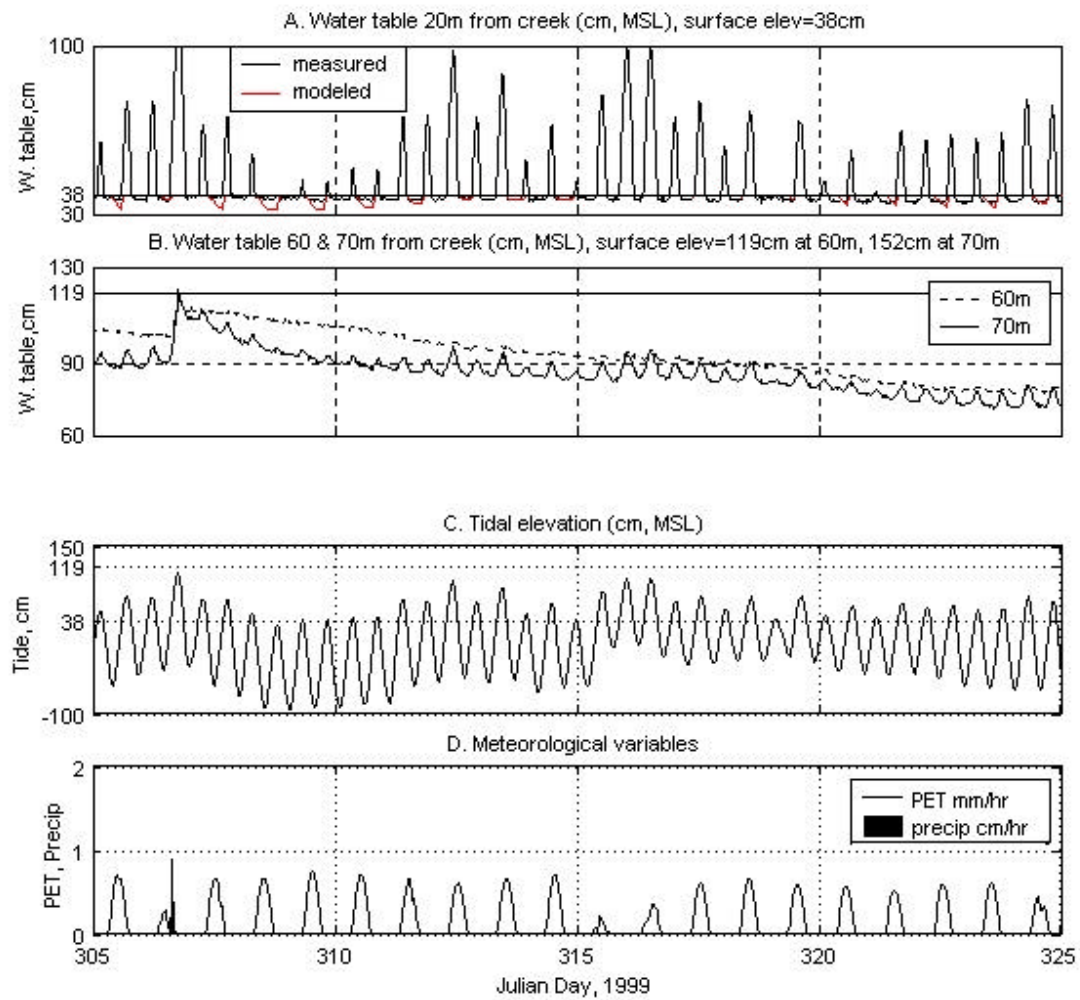 A. Water table 20m from creek (cm, MSL), surface elev=38cm
100
38
30
W. table,cm
measured
modeled
B. Water table 60 & 70m from creek (cm, MSL), surface elev=119cm at 60m, 152cm at 70m
130
119
90
60
W. table,cm
60m
70m
C. Tidal elevation (cm, MSL)
150
119
38
-100
Tide, cm
D. Meteorological variables
2
1
0
PET, Precip
PET mm/hr
precip cm/hr
305 310 315 320 325
Julian Day, 1999